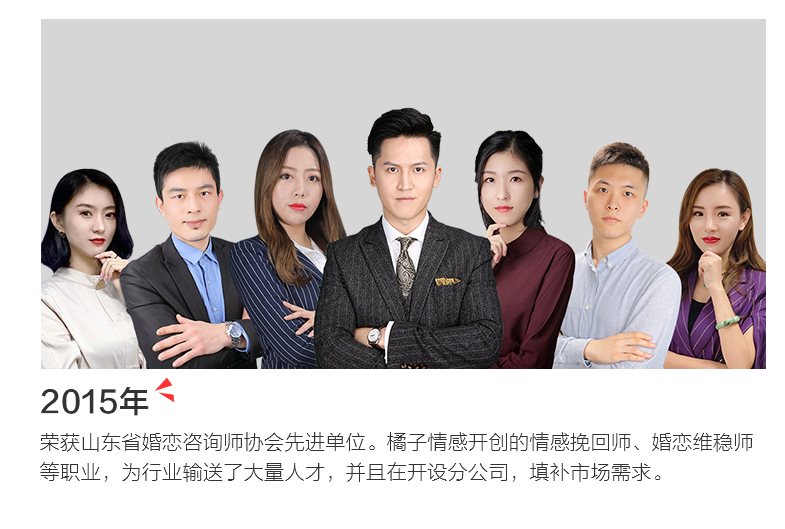 2015年
荣获山东省婚恋咨询师协会先进单位。橘子情感开创的情感挽回师、婚恋维稳师
等职业，为行业输送了大量人才，并且在开设分公司，填补市场需求。